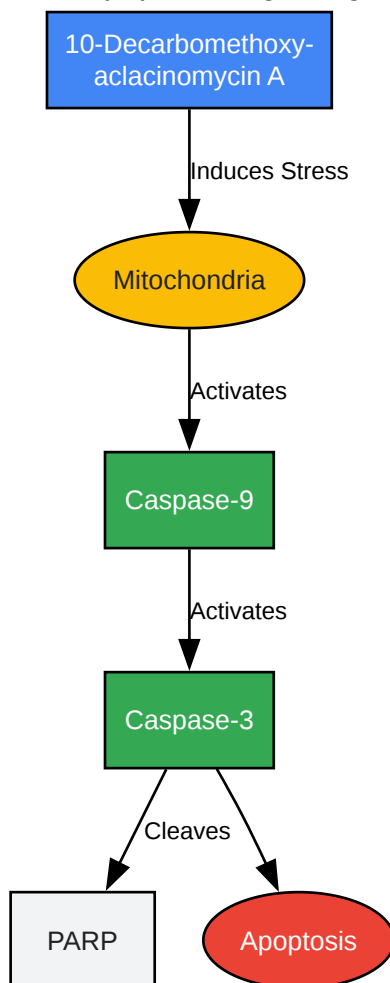 10-Decarbomethoxy-
aclacinomycin A
Induces Stress
Mitochondria
Activates
Caspase-9
Activates
Caspase-3
Cleaves
PARP
Apoptosis